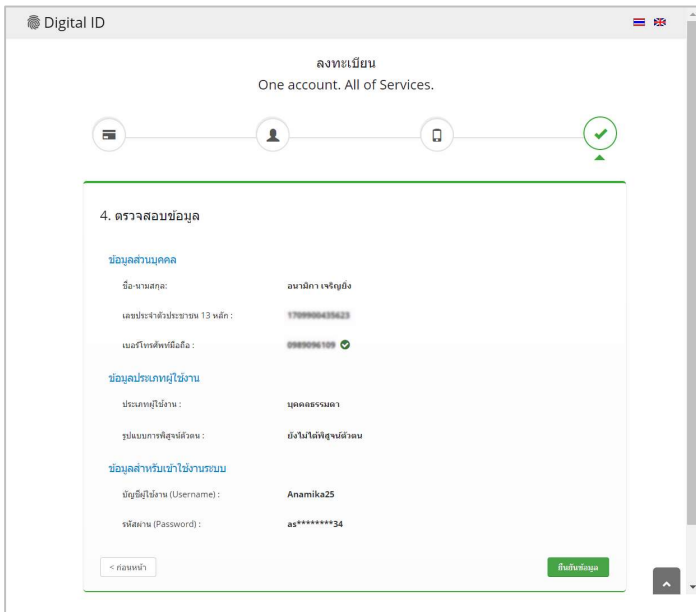 Digital ID
ลงทะเบียน
One account. All of Services.
4. ตรวจสอบข้อมูล
ข้อมูลส่วนบุคคล
ชื่อ-นามสกุล: อนามิกา เจริญยิ่ง
เลขประจำตัวประชาชน 13 หลัก :
เบอร์โทรศัพท์มือถือ :
ข้อมูลประเภทผู้ใช้งาน
ประเภทผู้ใช้งาน : บุคคลธรรมดา
รูปแบบการพิสูจน์ตัวตน : ยังไม่ได้พิสูจน์ตัวตน
ข้อมูลสำหรับเข้าใช้งานระบบ
บัญชีผู้ใช้งาน (Username) : Anamika25
รหัสผ่าน (Password) : as********34
< ก่อนหน้า ยืนยันข้อมูล